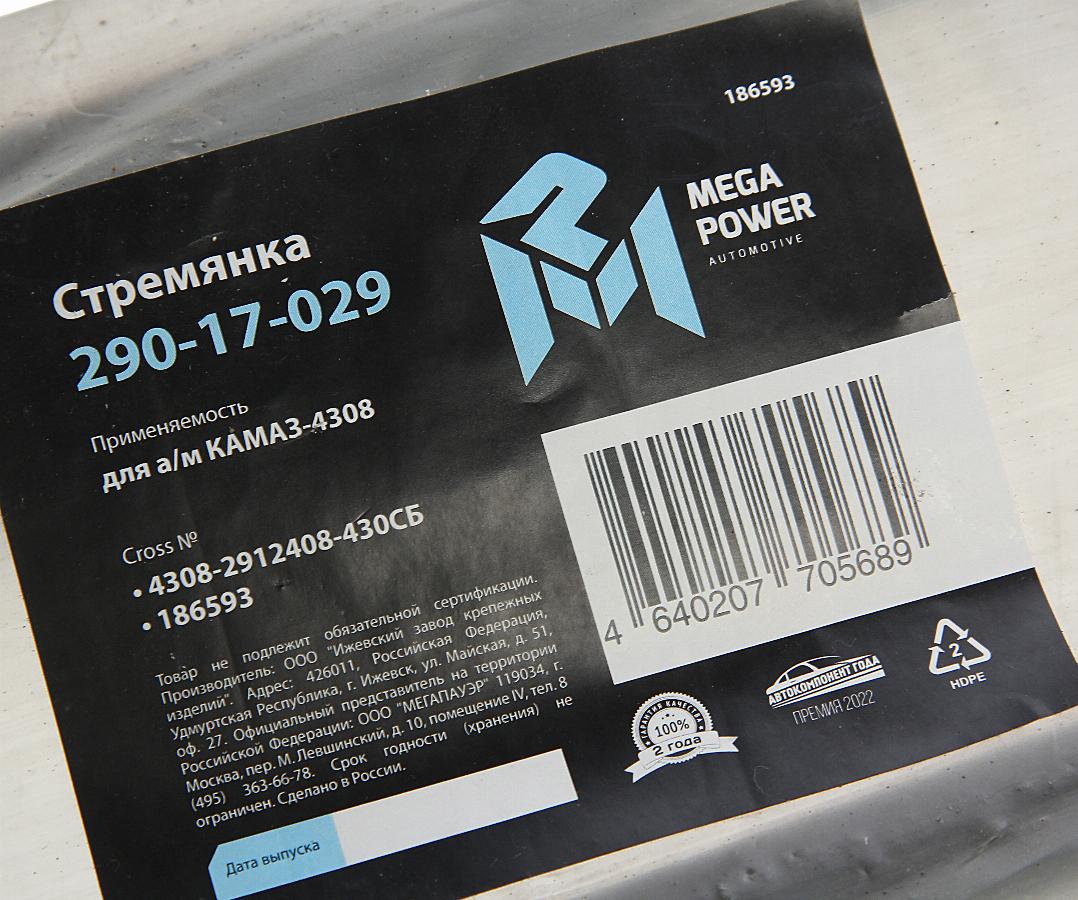 186593
MEGA
POWER
AUTOMOTIVE
Стремянка
290-17-029
Применяемость
для а/м КАМАЗ-4308
Cross №
• 4308-2912408-430СБ
• 186593
Товар не подлежит обязательной сертификации.
Производитель: ООО "Ижевский завод крепежных
изделий". Адрес: 426011, Российская Федерация,
Удмуртская Республика, г. Ижевск, ул. Майская, д. 51,
оф. 27. Официальный представитель на территории
Российской Федерации: ООО "МЕГАПАУЭР" 119034, г.
Москва, пер. М. Левшинский, д. 10, помещение IV, тел. 8
(495) 363-66-78. Срок годности (хранения) не
ограничен. Сделано в России.
Дата выпуска
4 640207 705689
ГАРАНТИЯ КАЧЕСТВА
100%
2 года
АВТОКОМПОНЕНТ ГОДА
ПРЕМИЯ 2022
2
HDPE